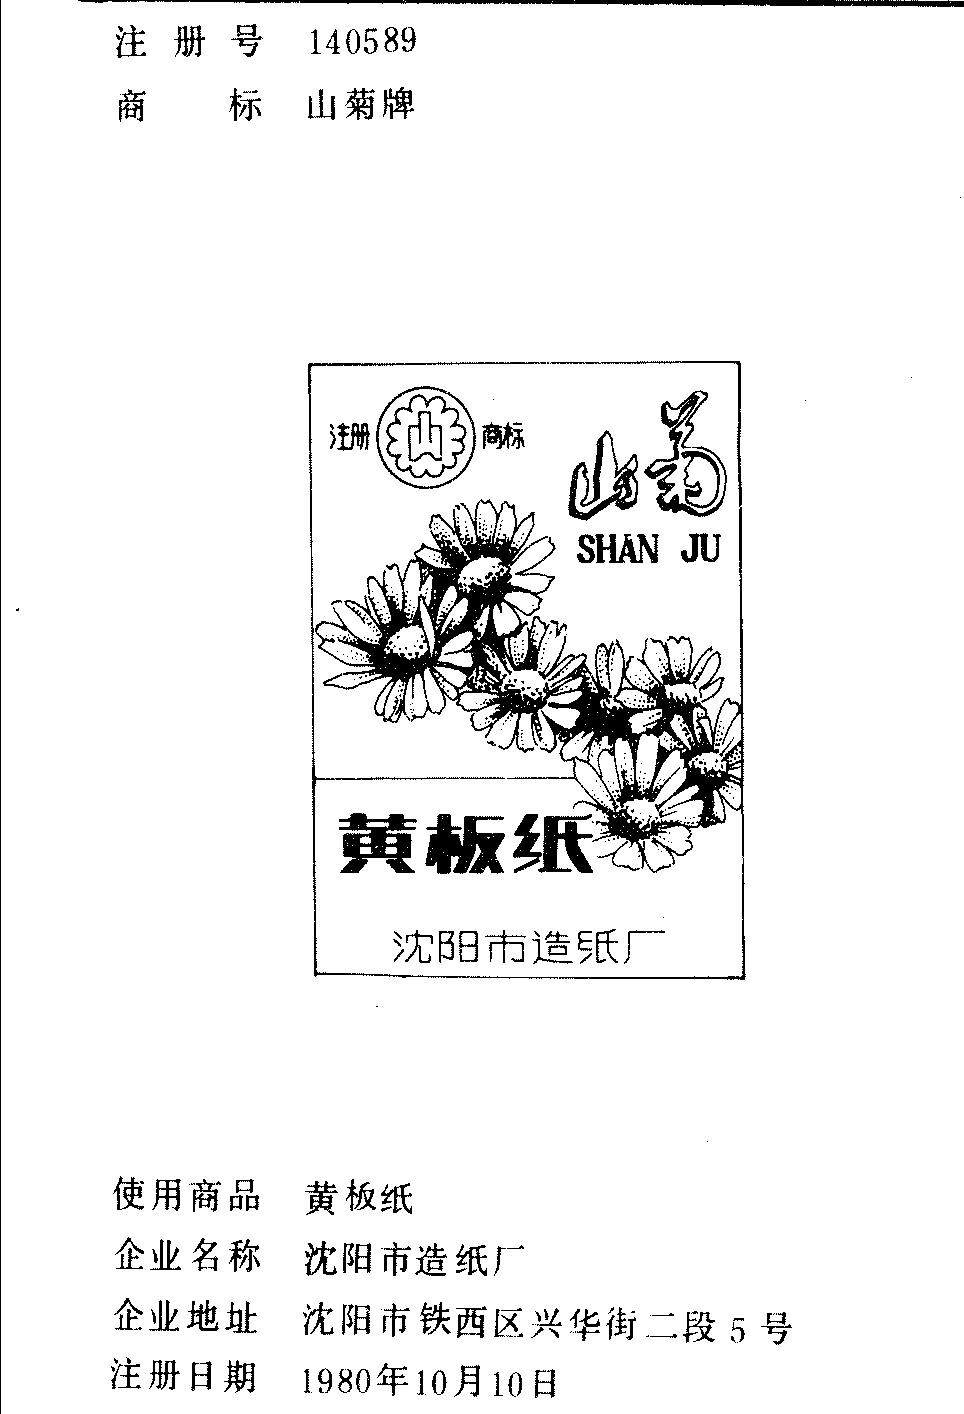 注册号 140589
商标 山菊牌
注册 山 商标
山菊
SHAN JU
黄板纸
沈阳市造纸厂
使用商品 黄板纸
企业名称 沈阳市造纸厂
企业地址 沈阳市铁西区兴华街二段5号
注册日期 1980年10月10日